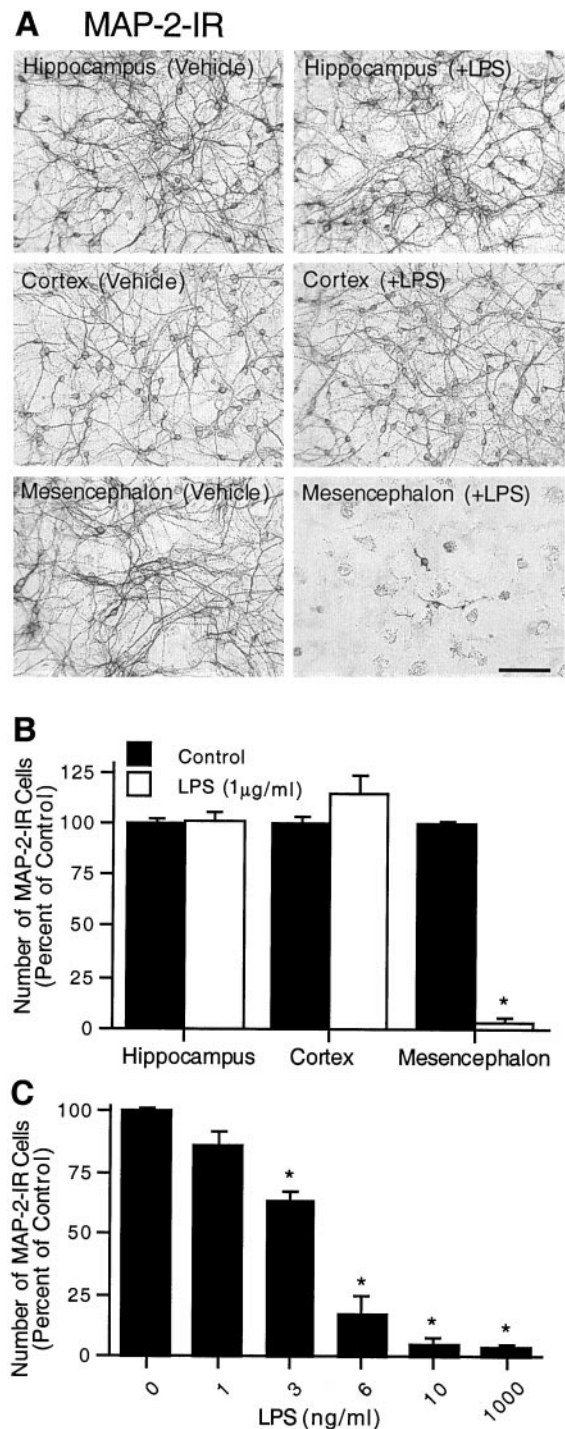 A MAP-2-IR
Hippocampus (Vehicle)
Hippocampus (+LPS)
Cortex (Vehicle)
Cortex (+LPS)
Mesencephalon (Vehicle)
Mesencephalon (+LPS)
B
Control
LPS (1µg/ml)
Number of MAP-2-IR Cells
(Percent of Control)
125
100
75
50
25
0
*
Hippocampus Cortex Mesencephalon
C
Number of MAP-2-IR Cells
(Percent of Control)
100
75
50
25
0
* * * *
0 1 3 6 10 1000
LPS (ng/ml)